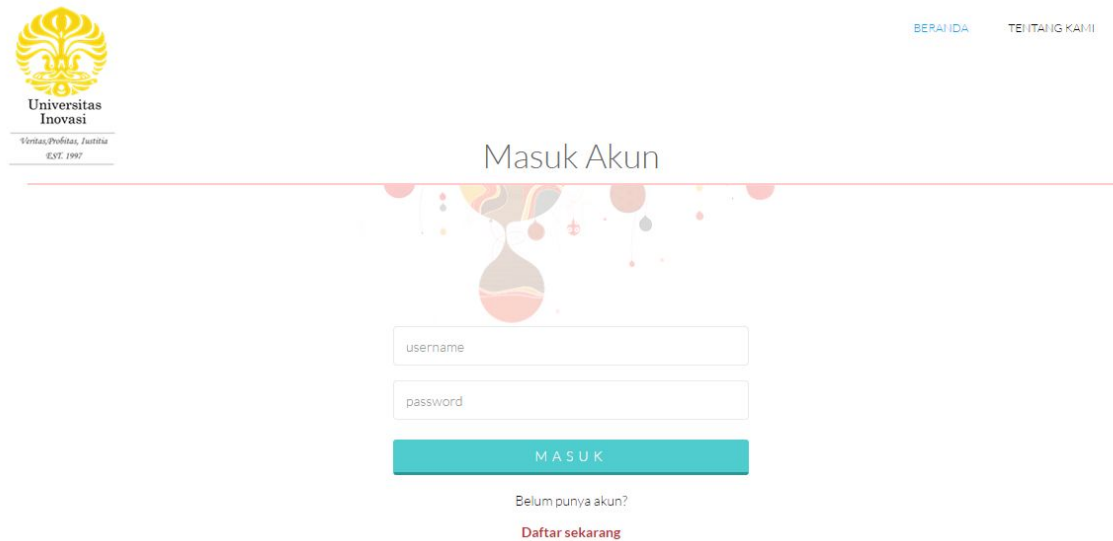 BERANDA TENTANG KAMI
Universitas
Inovasi
Veritas,Probitas, Iustitia
EST. 1997
Masuk Akun
username
password
MASUK
Belum punya akun?
Daftar sekarang